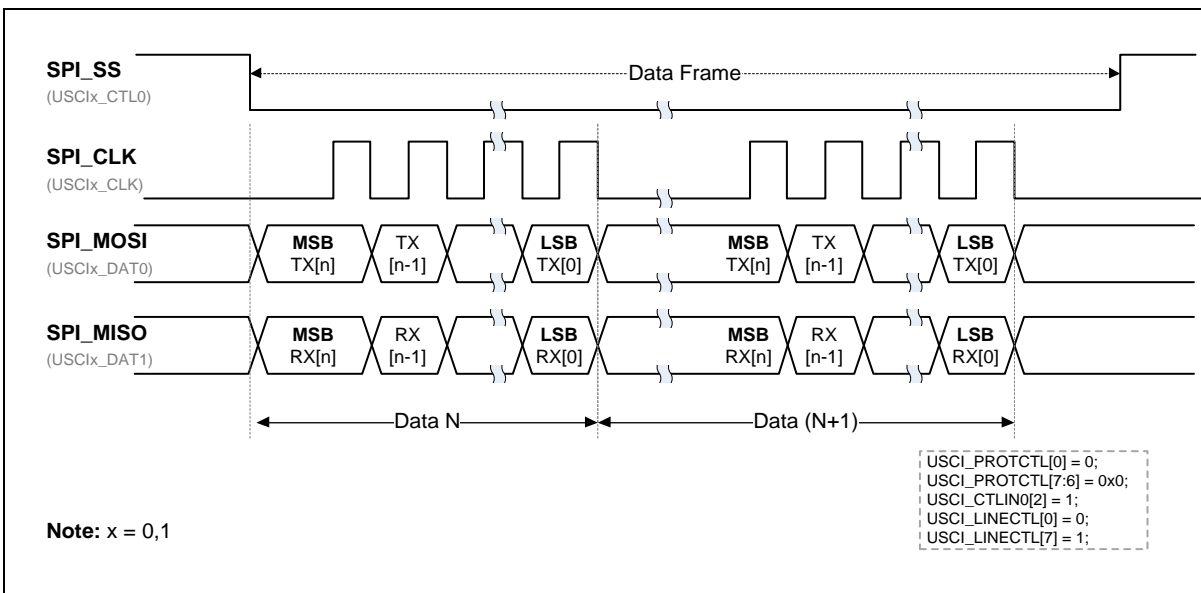 SPI_SS
(USCIx_CTL0)
Data Frame
SPI_CLK
(USCIx_CLK)
SPI_MOSI
(USCIx_DAT0)
MSB TX LSB MSB TX LSB
TX[n] [n-1] TX[0] TX[n] [n-1] TX[0]
SPI_MISO
(USCIx_DAT1)
MSB RX LSB MSB RX LSB
RX[n] [n-1] RX[0] RX[n] [n-1] RX[0]
Data N Data (N+1)
USCI_PROTCTL[0] = 0;
USCI_PROTCTL[7:6] = 0x0;
USCI_CTLIN0[2] = 1;
USCI_LINECTL[0] = 0;
USCI_LINECTL[7] = 1;
Note: x = 0,1